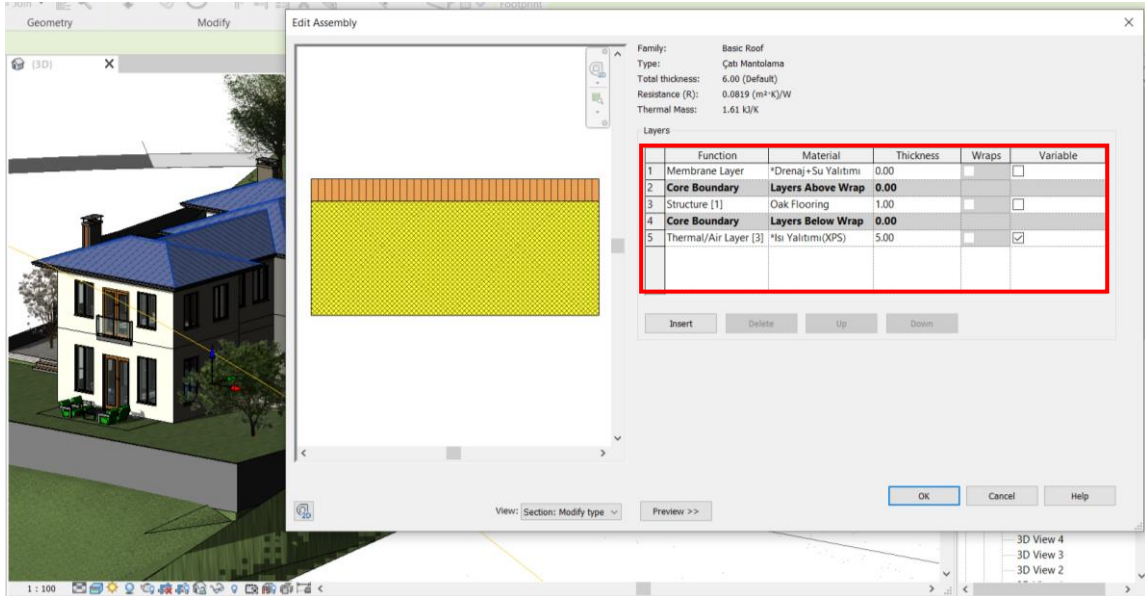 Join
Footprint
Geometry
Modify
(3D)
Edit Assembly
Family: Basic Roof
Type: Çatı Mantolama
Total thickness: 6.00 (Default)
Resistance (R): 0.0819 (m²·K)/W
Thermal Mass: 1.61 kJ/K
Layers
Function Material Thickness Wraps Variable
1 Membrane Layer *Drenaj+Su Yalıtımı 0.00
2 Core Boundary Layers Above Wrap 0.00
3 Structure [1] Oak Flooring 1.00
4 Core Boundary Layers Below Wrap 0.00
5 Thermal/Air Layer [3] *Isı Yalıtımı(XPS) 5.00
Insert Delete Up Down
OK Cancel Help
2D
View: Section: Modify type Preview >>
3D View 4
3D View 3
3D View 2
1 : 100